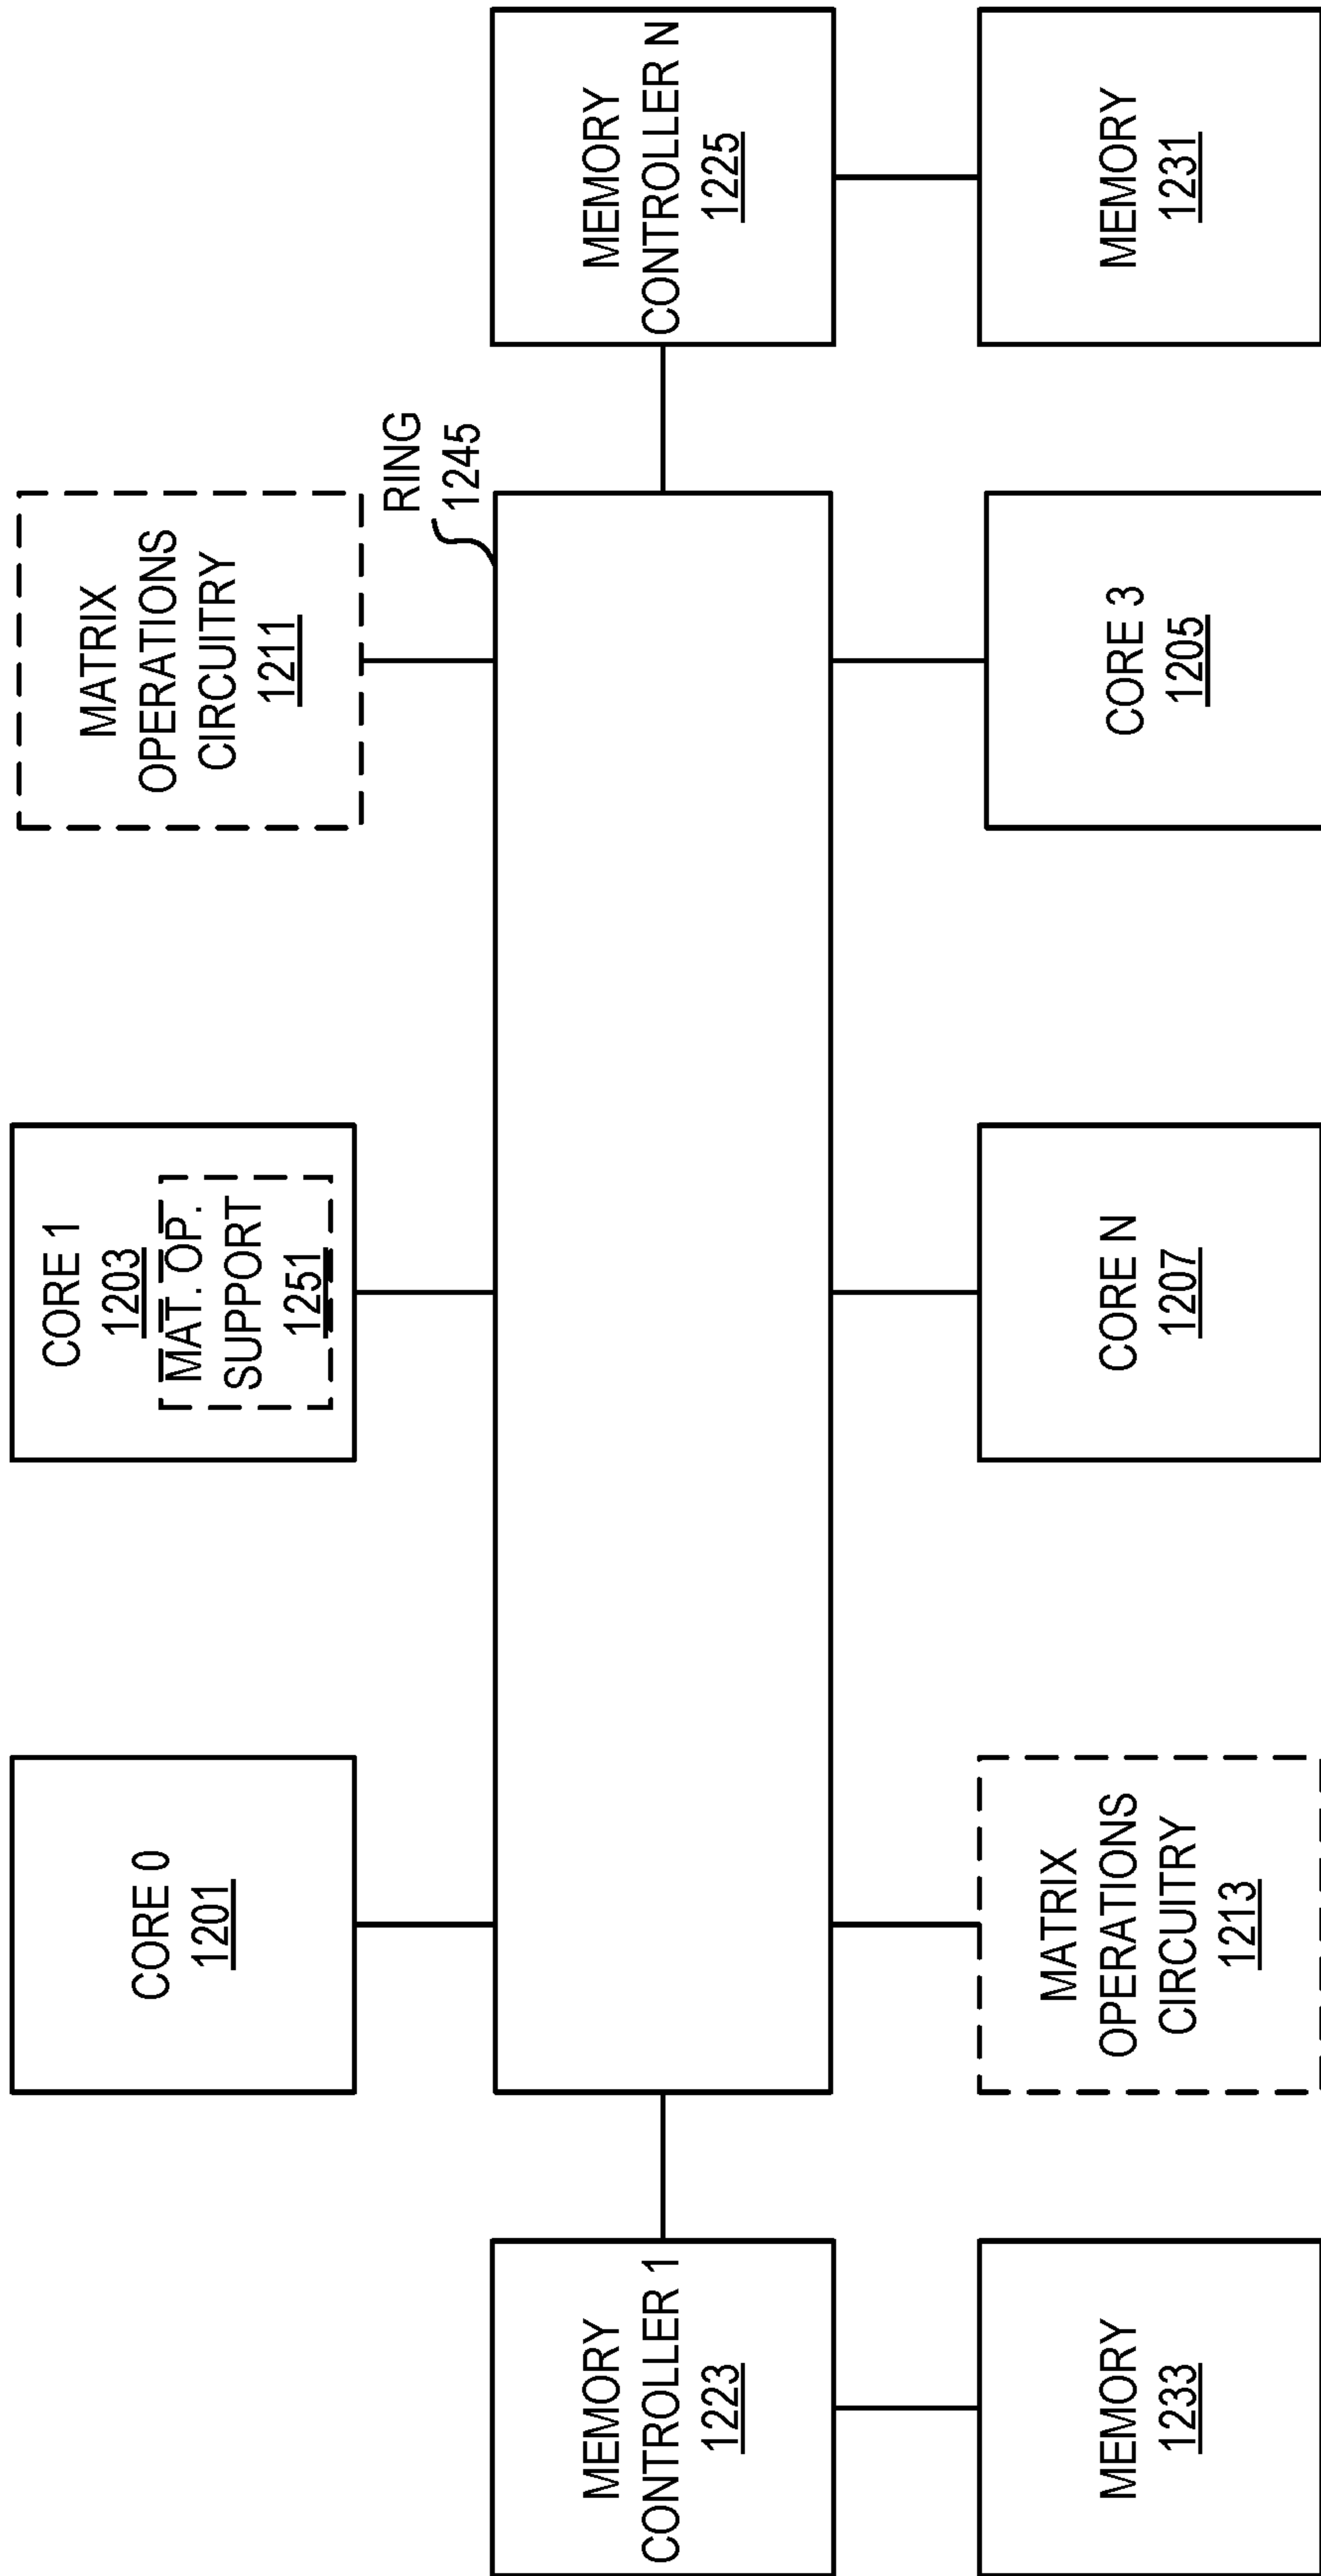 CORE 0
1201
CORE 1
1203
MAT. OP.
SUPPORT
1251
MATRIX
OPERATIONS
CIRCUITRY
1211
RING
1245
MEMORY
CONTROLLER 1
1223
MEMORY
CONTROLLER N
1225
MEMORY
1233
MATRIX
OPERATIONS
CIRCUITRY
1213
CORE N
1207
CORE 3
1205
MEMORY
1231